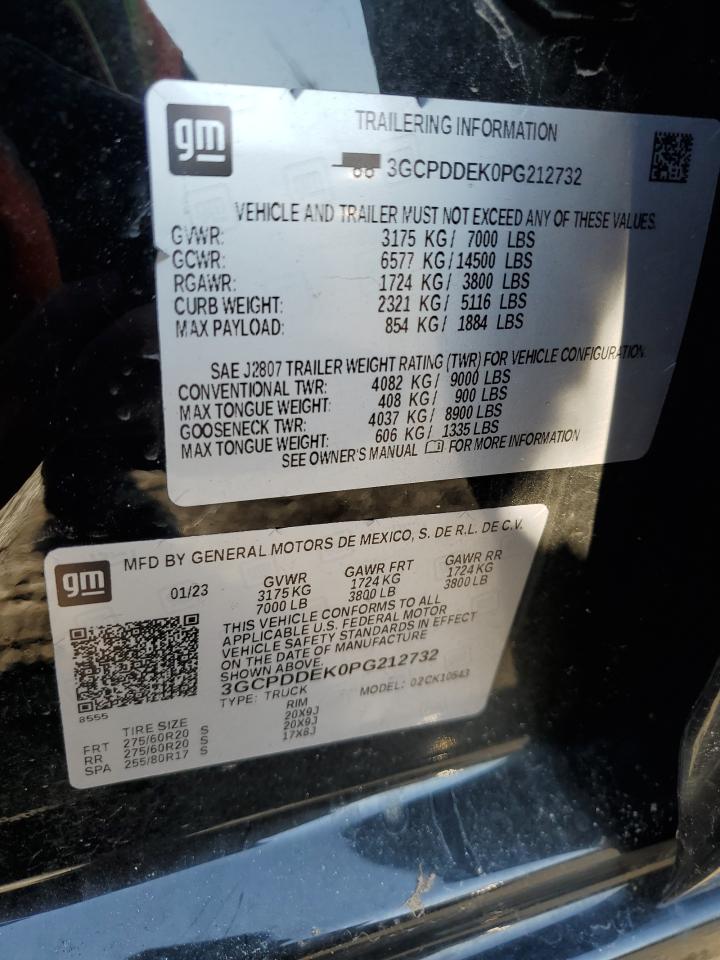 gm
TRAILERING INFORMATION
3GCPDDEK0PG212732
VEHICLE AND TRAILER MUST NOT EXCEED ANY OF THESE VALUES.
GVWR: 3175 KG/ 7000 LBS
GCWR: 6577 KG/14500 LBS
RGAWR: 1724 KG/ 3800 LBS
CURB WEIGHT: 2321 KG/ 5116 LBS
MAX PAYLOAD: 854 KG/ 1884 LBS
SAE J2807 TRAILER WEIGHT RATING (TWR) FOR VEHICLE CONFIGURATION.
CONVENTIONAL TWR: 4082 KG/ 9000 LBS
MAX TONGUE WEIGHT: 408 KG/ 900 LBS
GOOSENECK TWR: 4037 KG/ 8900 LBS
MAX TONGUE WEIGHT: 606 KG/ 1335 LBS
SEE OWNER'S MANUAL FOR MORE INFORMATION
gm
MFD BY GENERAL MOTORS DE MEXICO, S. DE R.L. DE C.V.
01/23 GVWR GAWR FRT GAWR RR
3175 KG 1724 KG 1724 KG
7000 LB 3800 LB 3800 LB
THIS VEHICLE CONFORMS TO ALL
APPLICABLE U.S. FEDERAL MOTOR
VEHICLE SAFETY STANDARDS IN EFFECT
ON THE DATE OF MANUFACTURE
SHOWN ABOVE.
3GCPDDEK0PG212732
TYPE: TRUCK MODEL: 02CK10543
8555
TIRE SIZE RIM
FRT 275/60R20 S 20X9J
RR 275/60R20 S 20X9J
SPA 255/80R17 S 17X8J